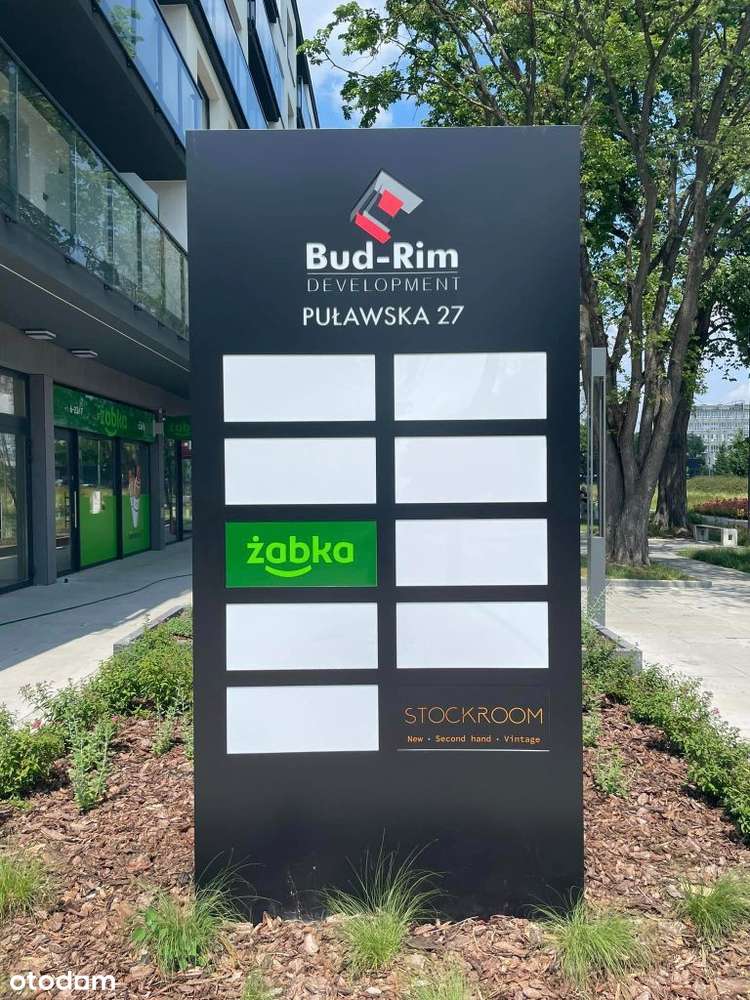 Bud-Rim
DEVELOPMENT
PUŁAWSKA 27
żabka
STOCKROOM
New • Second hand • Vintage
żabka
otodom